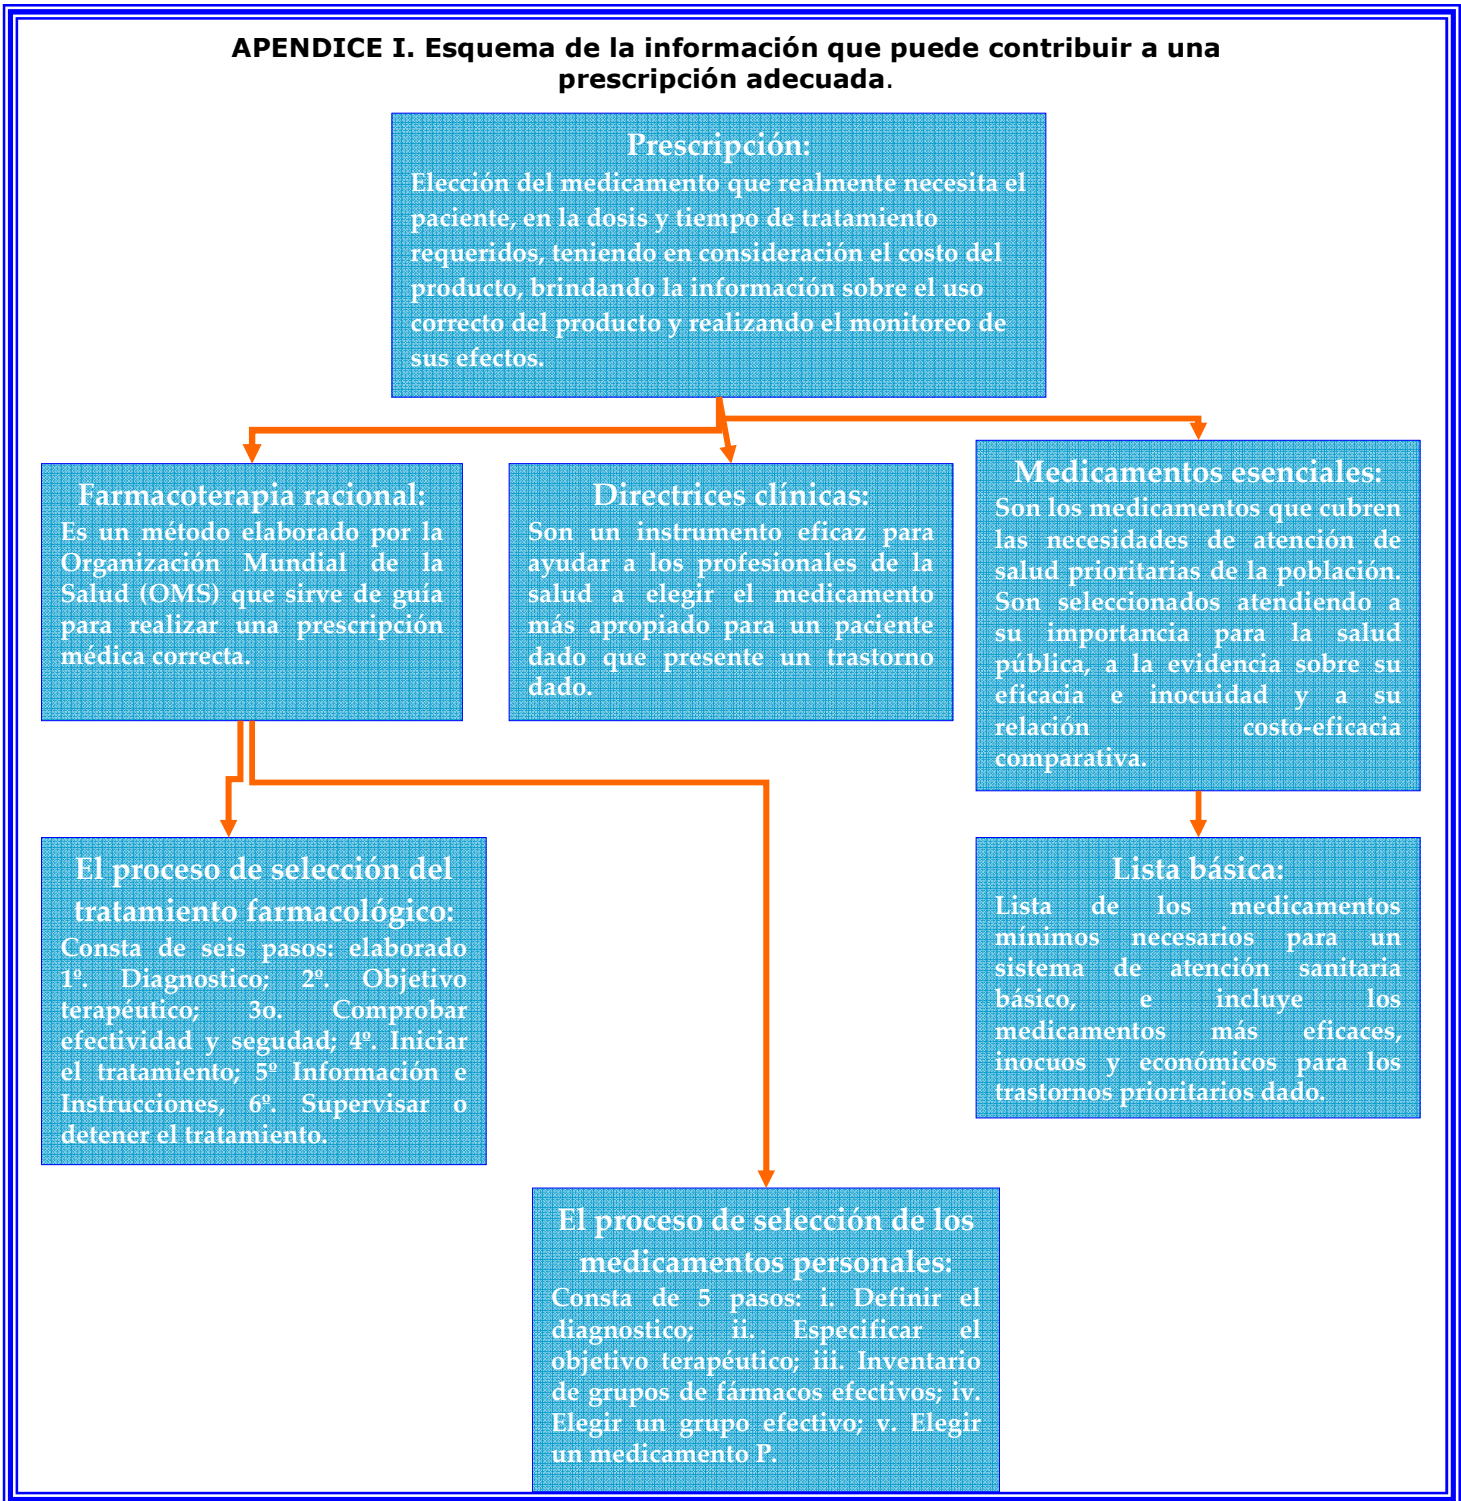 APENDICE I. Esquema de la información que puede contribuir a una
prescripción adecuada.
Prescripción:
Elección del medicamento que realmente necesita el
paciente, en la dosis y tiempo de tratamiento
requeridos, teniendo en consideración el costo del
producto, brindando la información sobre el uso
correcto del producto y realizando el monitoreo de
sus efectos.
Farmacoterapia racional:
Es un método elaborado por la
Organización Mundial de la
Salud (OMS) que sirve de guía
para realizar una prescripción
médica correcta.
Directrices clínicas:
Son un instrumento eficaz para
ayudar a los profesionales de la
salud a elegir el medicamento
más apropiado para un paciente
dado que presente un trastorno
dado.
Medicamentos esenciales:
Son los medicamentos que cubren
las necesidades de atención de
salud prioritarias de la población.
Son seleccionados atendiendo a
su importancia para la salud
pública, a la evidencia sobre su
eficacia e inocuidad y a su
relación costo-eficacia
comparativa.
El proceso de selección del
tratamiento farmacológico:
Consta de seis pasos: elaborado
1º. Diagnostico; 2º. Objetivo
terapéutico; 3o. Comprobar
efectividad y segudad; 4º. Iniciar
el tratamiento; 5º Información e
Instrucciones, 6º. Supervisar o
detener el tratamiento.
Lista básica:
Lista de los medicamentos
mínimos necesarios para un
sistema de atención sanitaria
básico, e incluye los
medicamentos más eficaces,
inocuos y económicos para los
trastornos prioritarios dado.
El proceso de selección de los
medicamentos personales:
Consta de 5 pasos: i. Definir el
diagnostico; ii. Especificar el
objetivo terapéutico; iii. Inventario
de grupos de fármacos efectivos; iv.
Elegir un grupo efectivo; v. Elegir
un medicamento P.